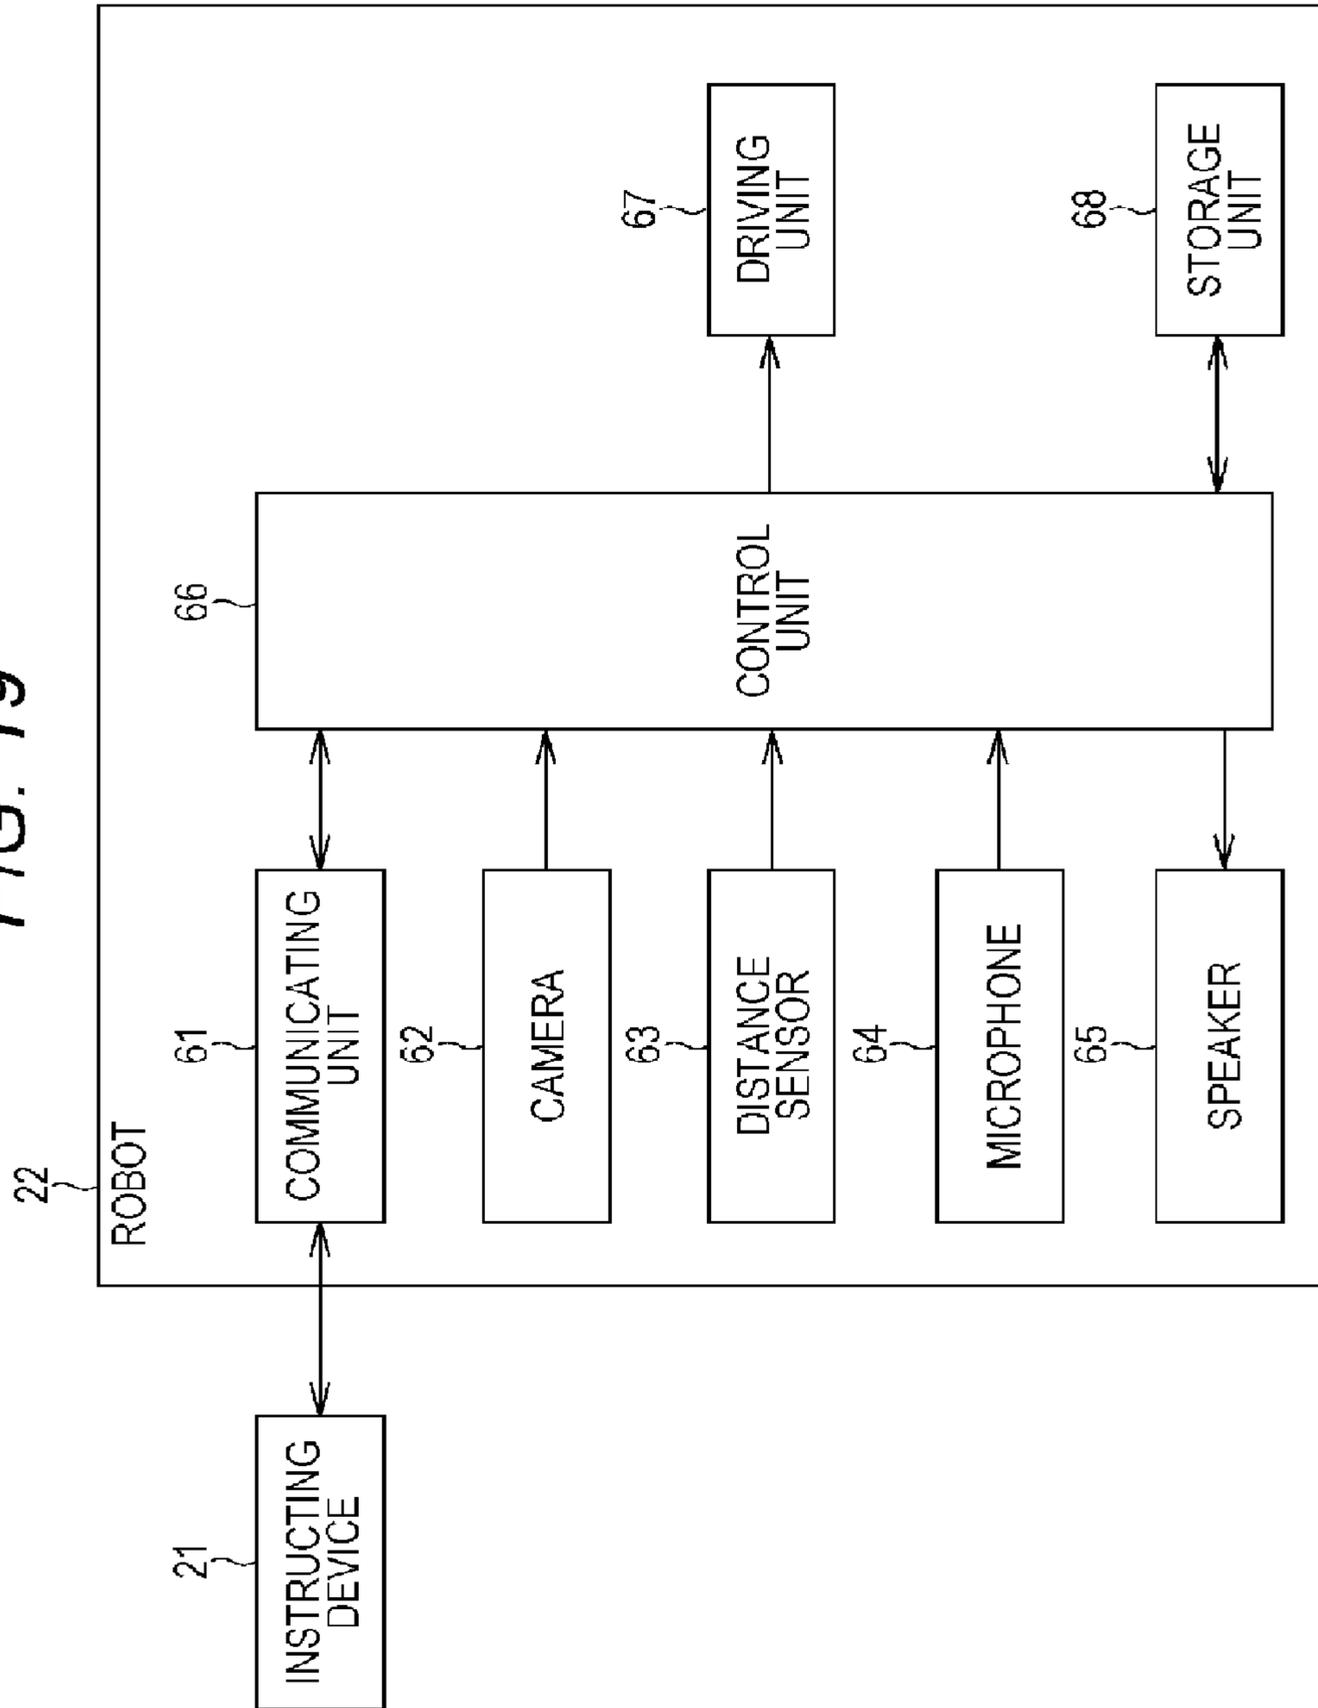 FIG. 19
22
ROBOT
21
INSTRUCTING
DEVICE
61
COMMUNICATING
UNIT
62
CAMERA
63
DISTANCE
SENSOR
64
MICROPHONE
65
SPEAKER
66
CONTROL
UNIT
67
DRIVING
UNIT
68
STORAGE
UNIT